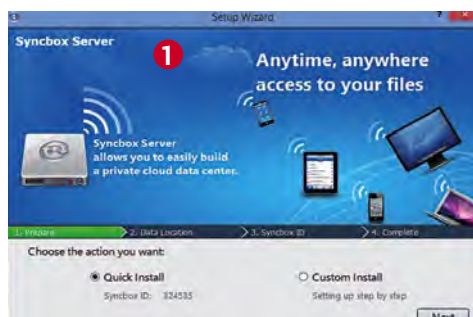 Setup Wizard
?
Syncbox Server
1
Anytime, anywhere
access to your files
Syncbox Server
allows you to easily build
a private cloud data center.
1. Prepare
2. Data Location
3. Syncbox ID
4. Complete
Choose the action you want:
Quick Install
Custom Install
Syncbox ID: 324535
Setting up step by step
Next